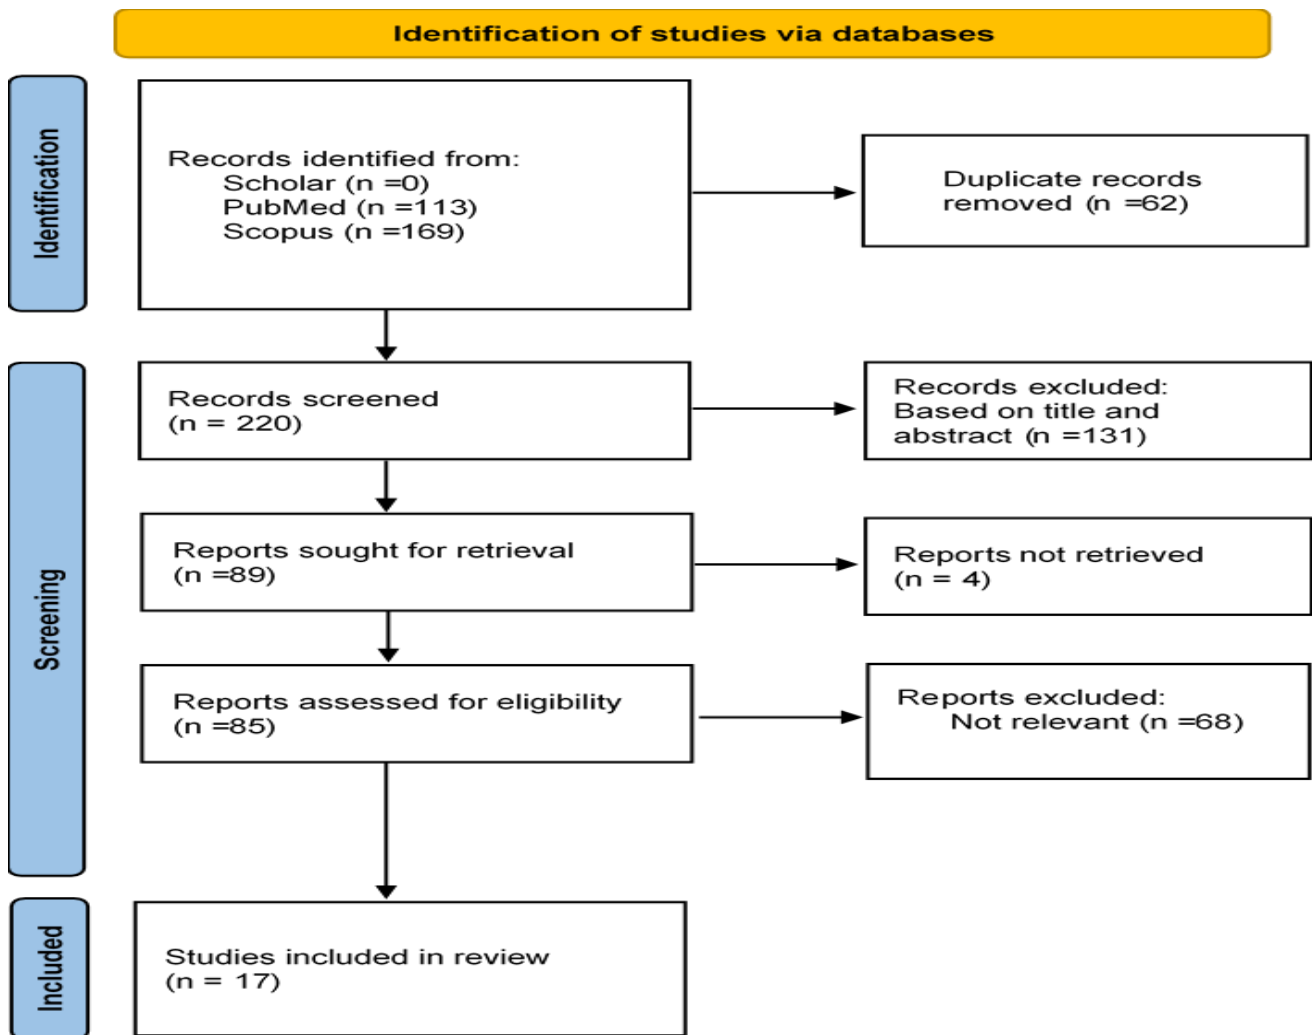 Identification of studies via databases
Identification
Records identified from:
Scholar (n =0)
PubMed (n =113)
Scopus (n =169)
Duplicate records
removed (n =62)
Screening
Records screened
(n = 220)
Records excluded:
Based on title and
abstract (n =131)
Reports sought for retrieval
(n =89)
Reports not retrieved
(n = 4)
Reports assessed for eligibility
(n =85)
Reports excluded:
Not relevant (n =68)
Included
Studies included in review
(n = 17)